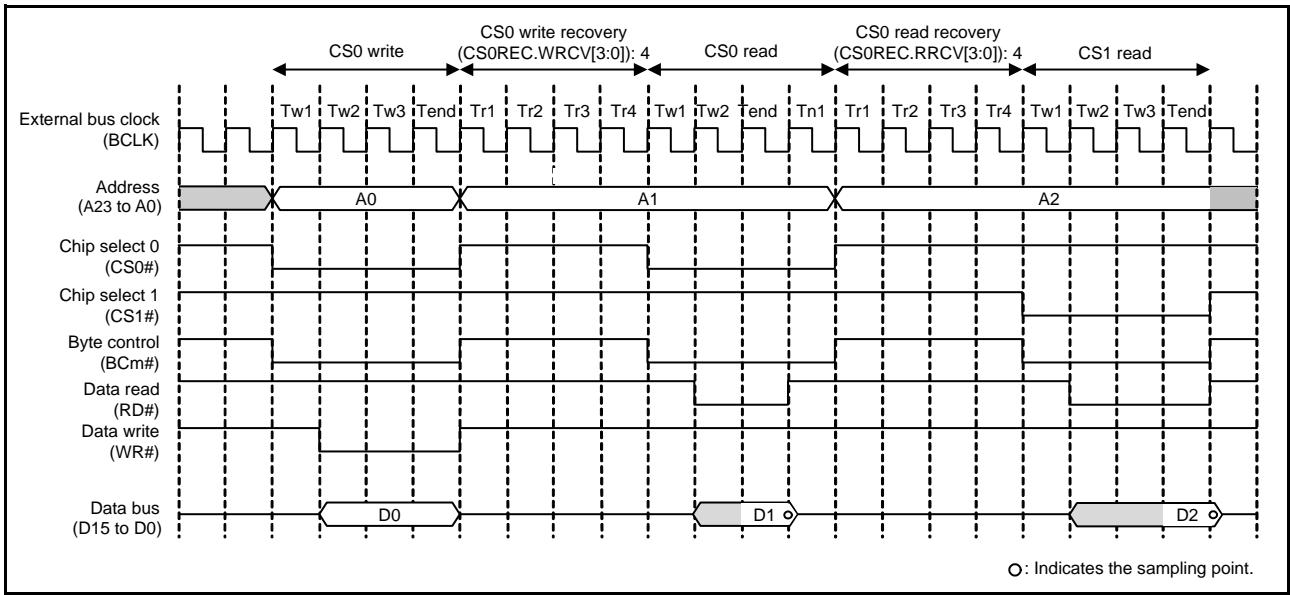 CS0 write
CS0 write recovery
(CS0REC.WRCV[3:0]): 4
CS0 read
CS0 read recovery
(CS0REC.RRCV[3:0]): 4
CS1 read
Tw1 Tw2 Tw3 Tend Tr1 Tr2 Tr3 Tr4 Tw1 Tw2 Tend Tn1 Tr1 Tr2 Tr3 Tr4 Tw1 Tw2 Tw3 Tend
External bus clock
(BCLK)
Address
(A23 to A0)
A0 A1 A2
Chip select 0
(CS0#)
Chip select 1
(CS1#)
Byte control
(BCm#)
Data read
(RD#)
Data write
(WR#)
Data bus
(D15 to D0)
D0 D1 D2
: Indicates the sampling point.